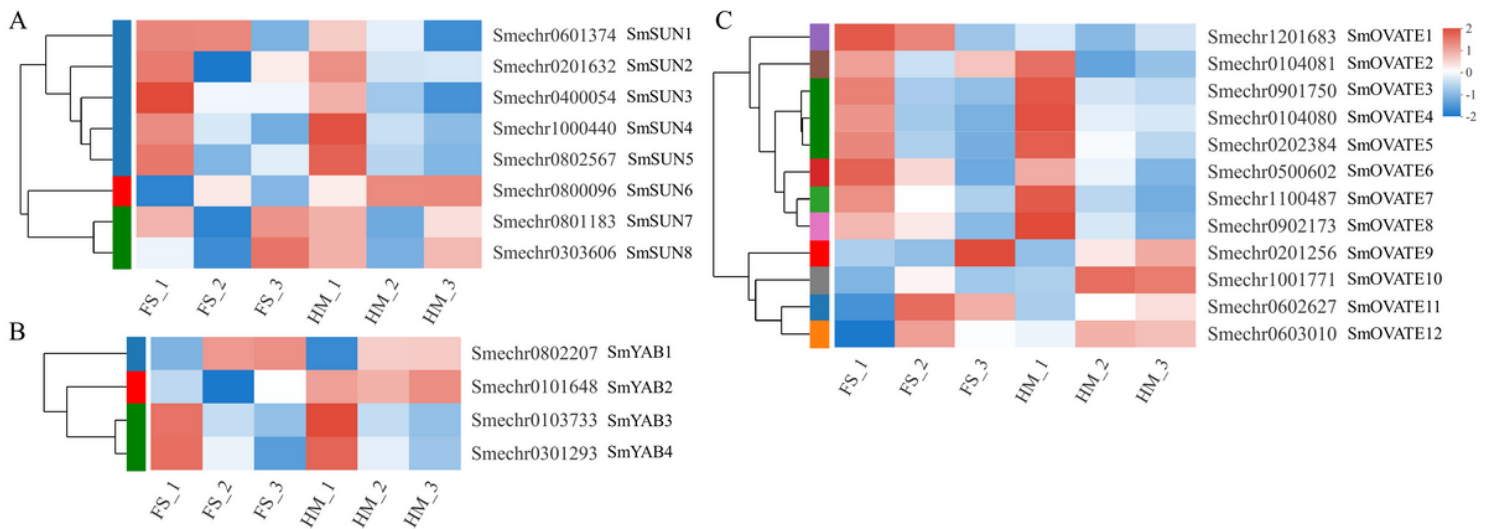 A
Smechr0601374 SmSUN1
Smechr0201632 SmSUN2
Smechr0400054 SmSUN3
Smechr1000440 SmSUN4
Smechr0802567 SmSUN5
Smechr0800096 SmSUN6
Smechr0801183 SmSUN7
Smechr0303606 SmSUN8
FS_1 FS_2 FS_3 HM_1 HM_2 HM_3
B
Smechr0802207 SmYAB1
Smechr0101648 SmYAB2
Smechr0103733 SmYAB3
Smechr0301293 SmYAB4
FS_1 FS_2 FS_3 HM_1 HM_2 HM_3
C
Smechr1201683 SmOVATE1
Smechr0104081 SmOVATE2
Smechr0901750 SmOVATE3
Smechr0104080 SmOVATE4
Smechr0202384 SmOVATE5
Smechr0500602 SmOVATE6
Smechr1100487 SmOVATE7
Smechr0902173 SmOVATE8
Smechr0201256 SmOVATE9
Smechr1001771 SmOVATE10
Smechr0602627 SmOVATE11
Smechr0603010 SmOVATE12
FS_1 FS_2 FS_3 HM_1 HM_2 HM_3
2
1
0
-1
-2